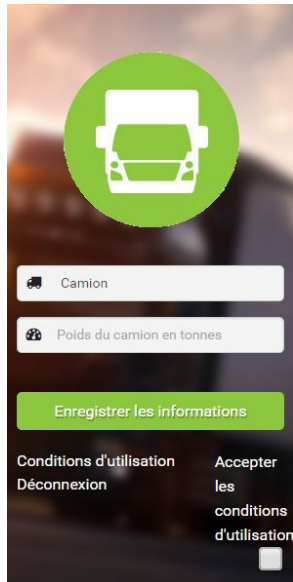 Camion
Poids du camion en tonnes
Enregistrer les informations
Conditions d'utilisation
Déconnexion
Accepter
les
conditions
d'utilisation